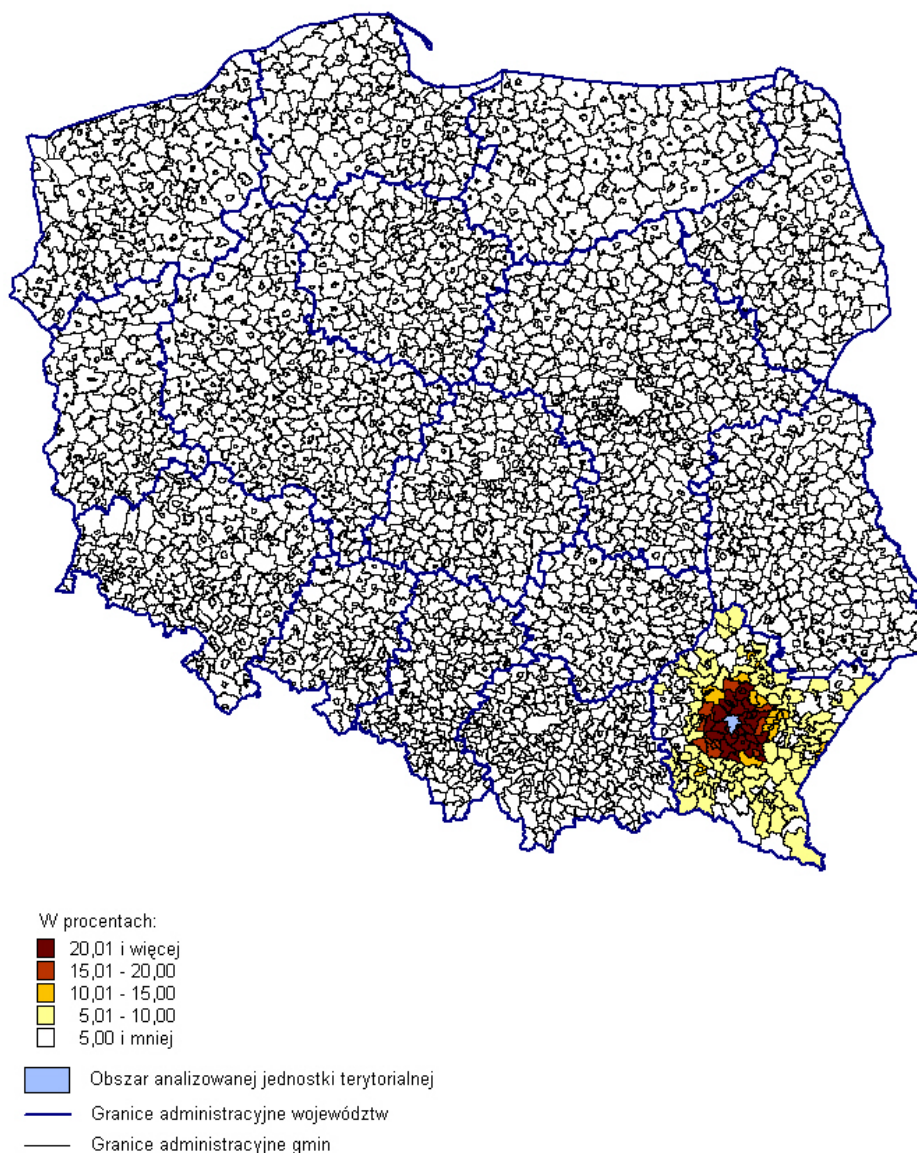 W procentach:
20,01 i więcej
15,01 - 20,00
10,01 - 15,00
5,01 - 10,00
5,00 i mniej
Obszar analizowanej jednostki terytorialnej
Granice administracyjne województw
Granice administracyjne gmin